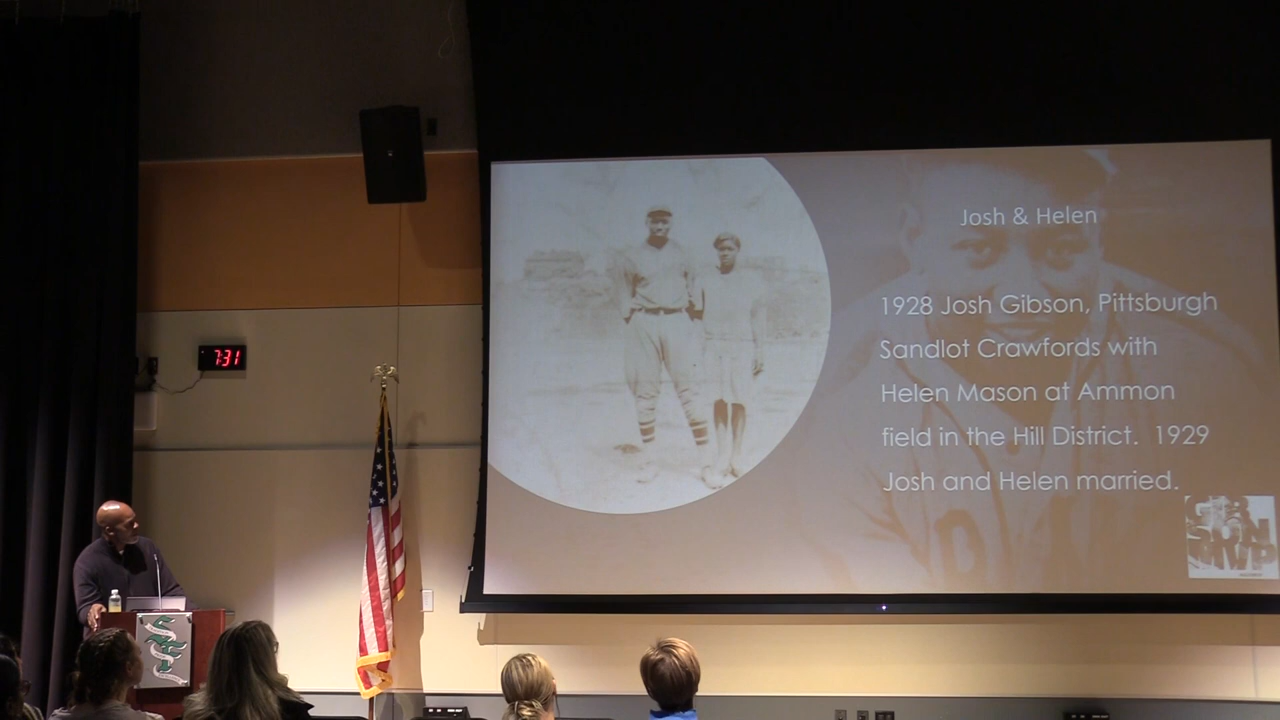 Josh & Helen
1928 Josh Gibson, Pittsburgh
Sandlot Crawfords with
Helen Mason at Ammon
field in the Hill District. 1929
Josh and Helen married.
7:31